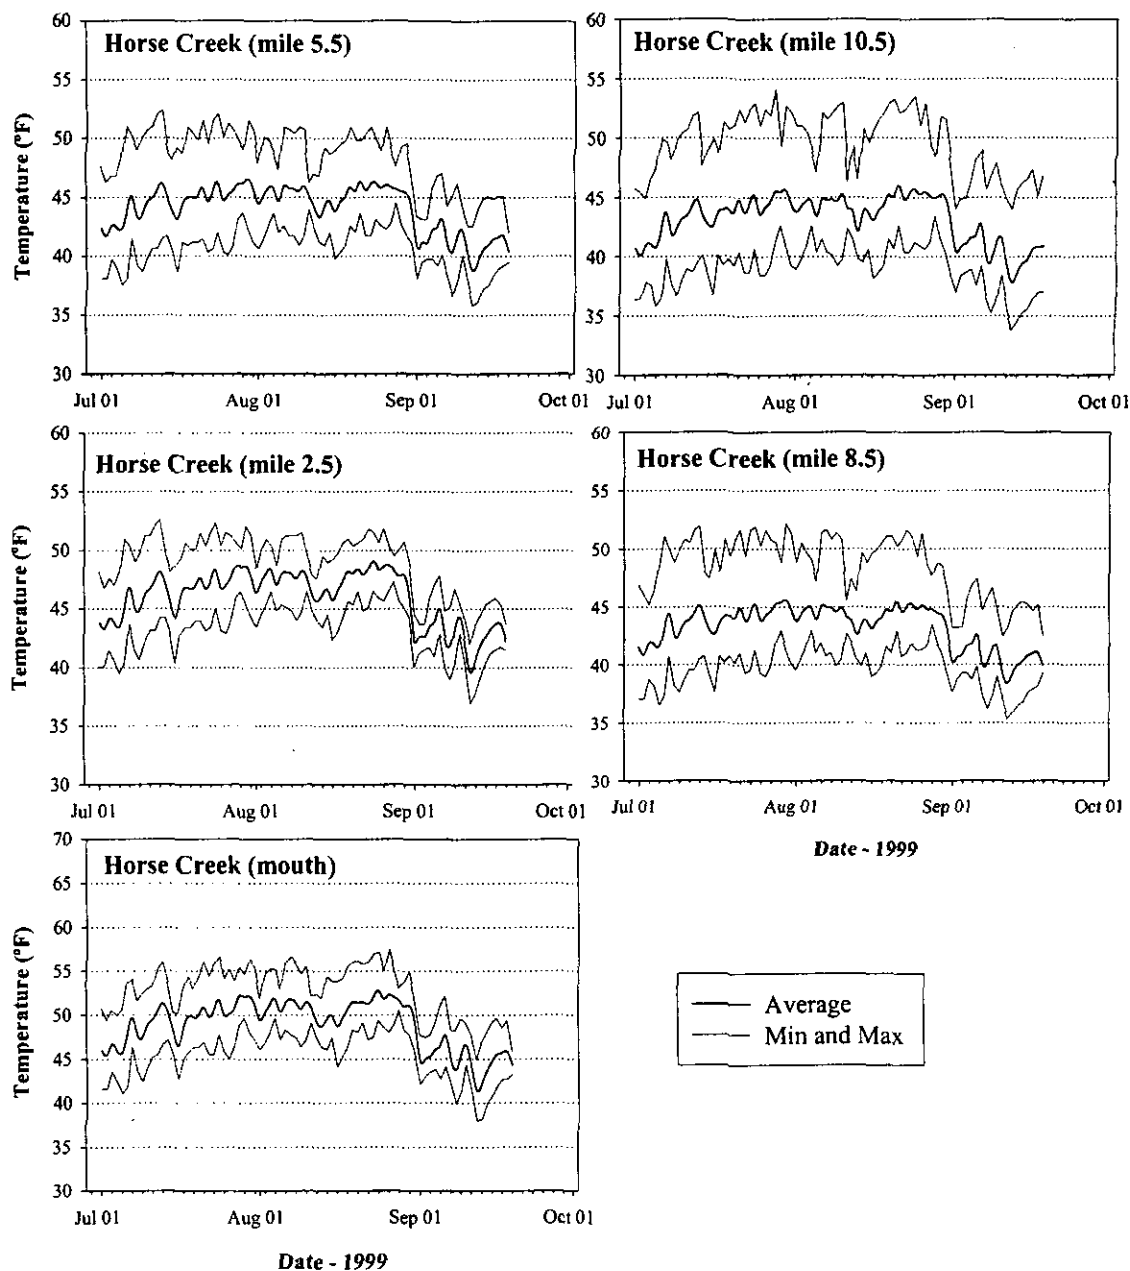 60
55
50
45
40
35
30
Temperature (°F)
Horse Creek (mile 5.5)
Jul 01 Aug 01 Sep 01 Oct 01
60
55
50
45
40
35
30
Horse Creek (mile 10.5)
Jul 01 Aug 01 Sep 01 Oct 01
60
55
50
45
40
35
30
Temperature (°F)
Horse Creek (mile 2.5)
Jul 01 Aug 01 Sep 01 Oct 01
60
55
50
45
40
35
30
Horse Creek (mile 8.5)
Jul 01 Aug 01 Sep 01 Oct 01
Date - 1999
70
65
60
55
50
45
40
35
30
Temperature (°F)
Horse Creek (mouth)
Jul 01 Aug 01 Sep 01 Oct 01
Date - 1999
Average
Min and Max